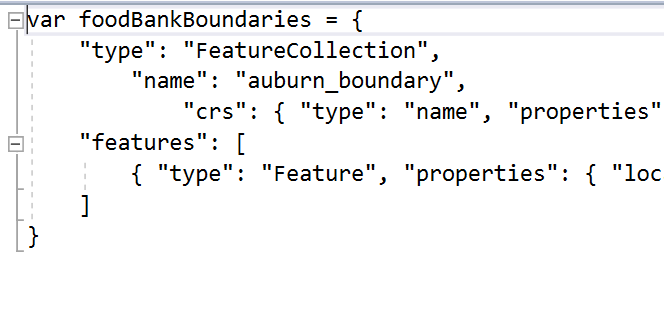 var foodBankBoundaries = {
"type": "FeatureCollection",
"name": "auburn_boundary",
"crs": { "type": "name", "properties"
"features": [
{ "type": "Feature", "properties": { "loc
]
}